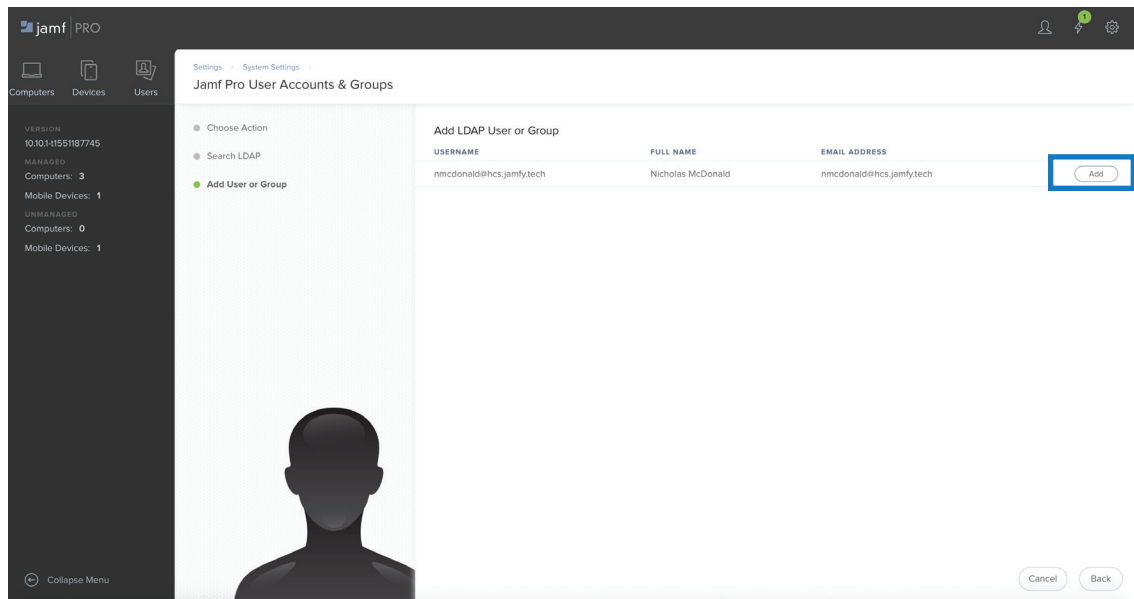 jamf PRO
1
Computers Devices Users
VERSION
10.10.1-t1551187745
MANAGED
Computers: 3
Mobile Devices: 1
UNMANAGED
Computers: 0
Mobile Devices: 1
Collapse Menu
Settings System Settings
Jamf Pro User Accounts & Groups
Choose Action
Search LDAP
Add User or Group
Add LDAP User or Group
USERNAME FULL NAME EMAIL ADDRESS
nmcdonald@hcs.jamfy.tech Nicholas McDonald nmcdonald@hcs.jamfy.tech Add
Cancel Back